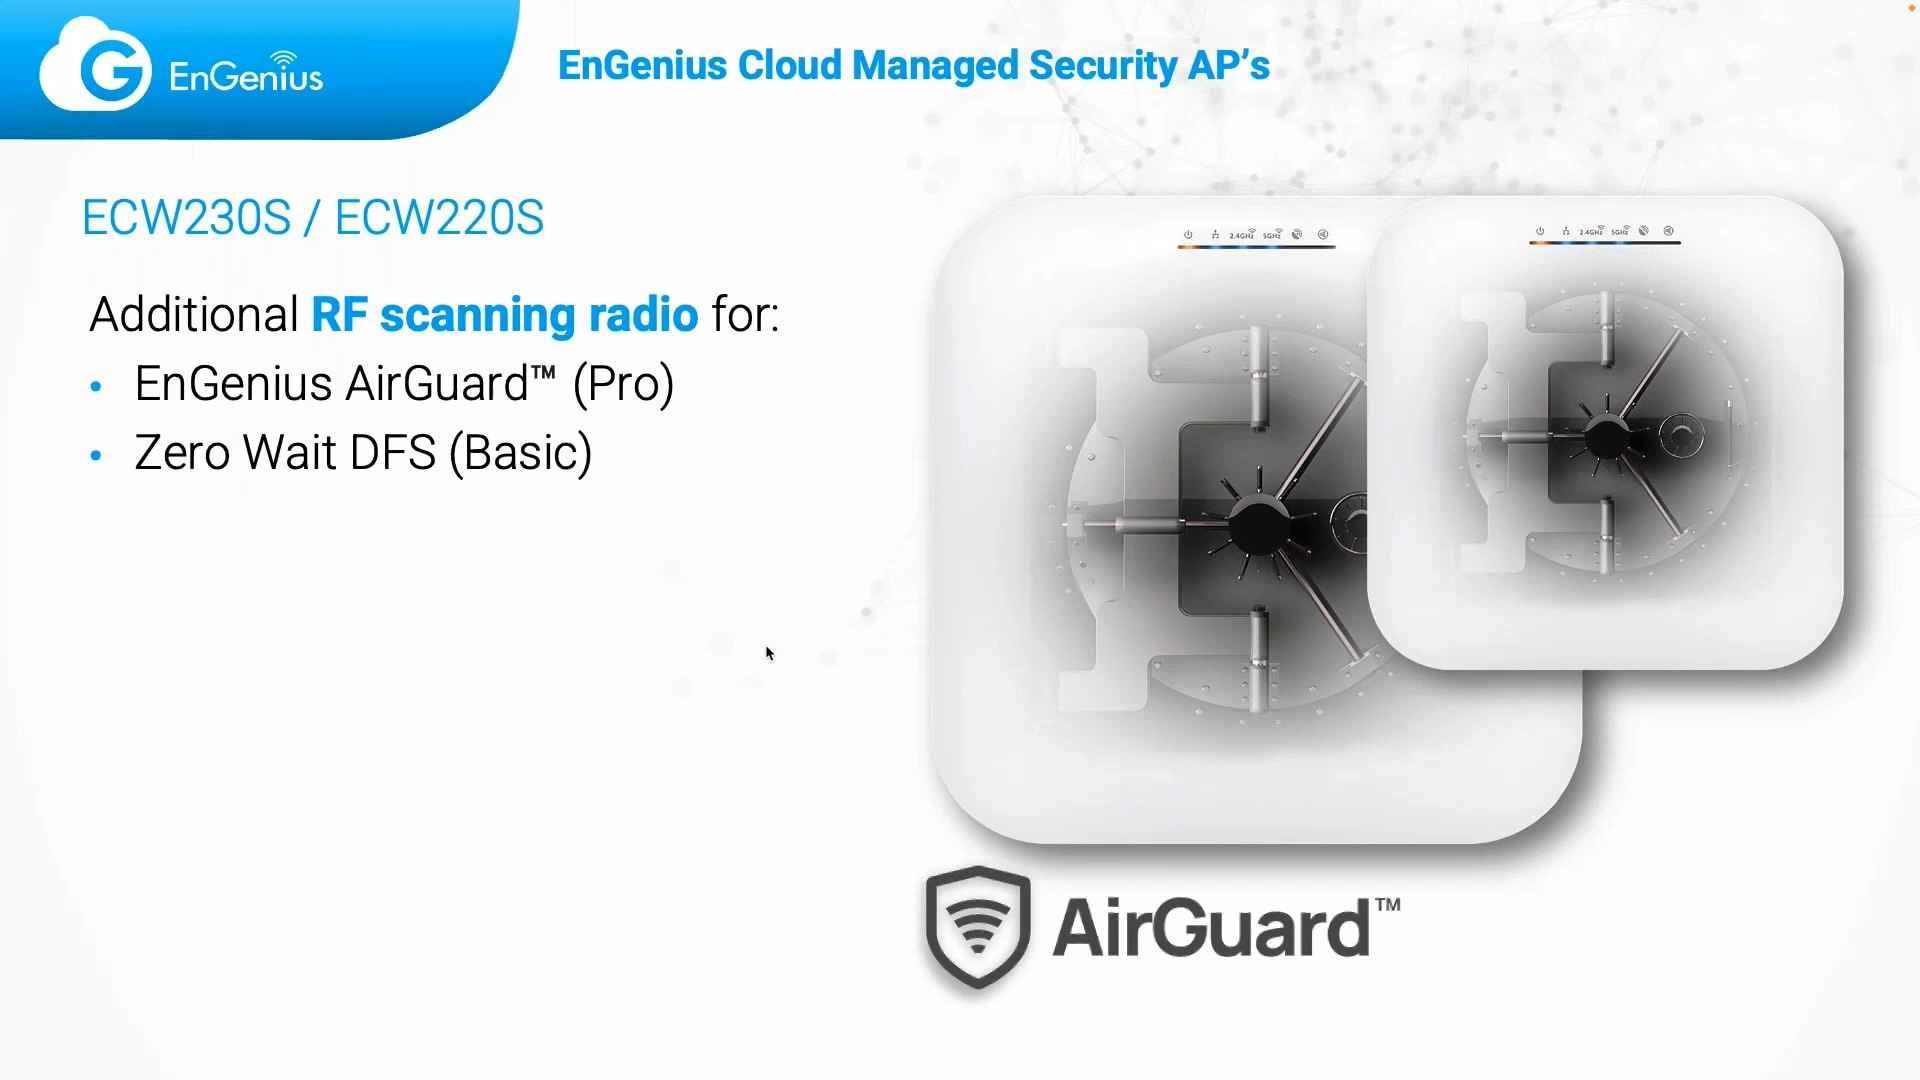 EnGenius
EnGenius Cloud Managed Security AP’s
ECW230S / ECW220S
Additional RF scanning radio for:
• EnGenius AirGuard™ (Pro)
• Zero Wait DFS (Basic)
2.4GHz 5GHz
2.4GHz 5GHz
AirGuard™